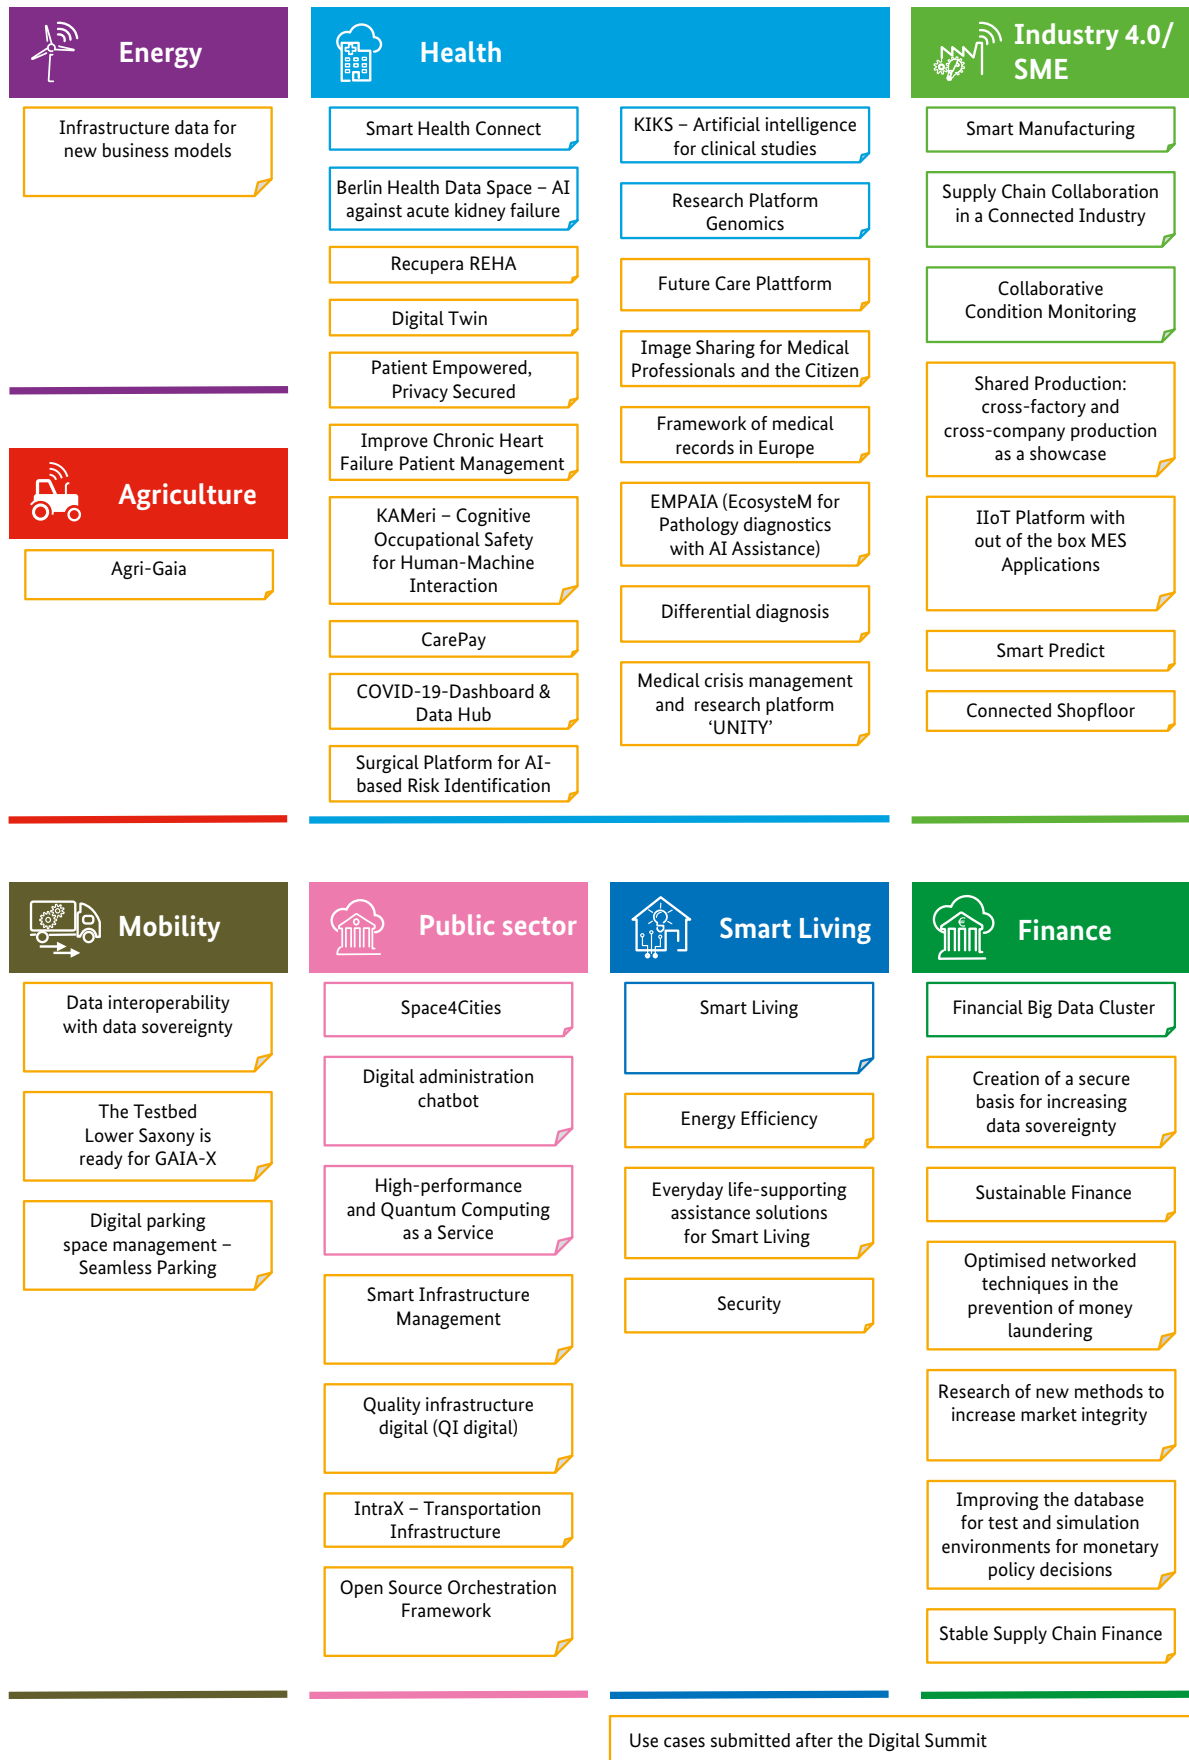 Energy
Infrastructure data for
new business models
Agriculture
Agri-Gaia
Health
Smart Health Connect
Berlin Health Data Space – AI
against acute kidney failure
Recupera REHA
Digital Twin
Patient Empowered,
Privacy Secured
Improve Chronic Heart
Failure Patient Management
KAMeri – Cognitive
Occupational Safety
for Human-Machine
Interaction
CarePay
COVID-19-Dashboard &
Data Hub
Surgical Platform for AI-
based Risk Identification
KIKS – Artificial intelligence
for clinical studies
Research Platform
Genomics
Future Care Plattform
Image Sharing for Medical
Professionals and the Citizen
Framework of medical
records in Europe
EMPAIA (EcosysteM for
Pathology diagnostics
with AI Assistance)
Differential diagnosis
Medical crisis management
and research platform
‘UNITY’
Industry 4.0/
SME
Smart Manufacturing
Supply Chain Collaboration
in a Connected Industry
Collaborative
Condition Monitoring
Shared Production:
cross-factory and
cross-company production
as a showcase
IIoT Platform with
out of the box MES
Applications
Smart Predict
Connected Shopfloor
Mobility
Data interoperability
with data sovereignty
The Testbed
Lower Saxony is
ready for GAIA-X
Digital parking
space management –
Seamless Parking
Public sector
Space4Cities
Digital administration
chatbot
High-performance
and Quantum Computing
as a Service
Smart Infrastructure
Management
Quality infrastructure
digital (QI digital)
IntraX – Transportation
Infrastructure
Open Source Orchestration
Framework
Smart Living
Smart Living
Energy Efficiency
Everyday life-supporting
assistance solutions
for Smart Living
Security
Finance
Financial Big Data Cluster
Creation of a secure
basis for increasing
data sovereignty
Sustainable Finance
Optimised networked
techniques in the
prevention of money
laundering
Research of new methods to
increase market integrity
Improving the database
for test and simulation
environments for monetary
policy decisions
Stable Supply Chain Finance
Use cases submitted after the Digital Summit